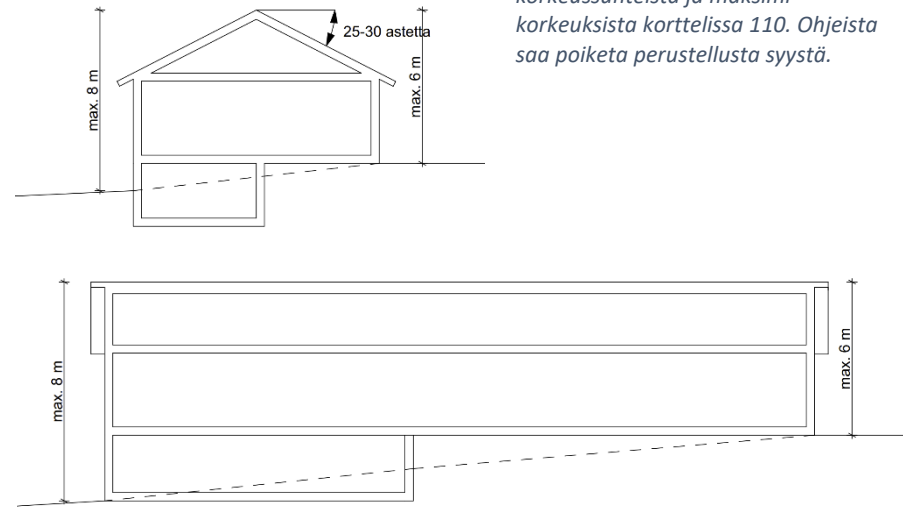 korkeussuhteista ja maksimi
korkeuksista korttelissa 110. Ohjeista
saa poiketa perustellusta syystä.
25-30 astetta
max. 8 m
max. 6 m
max. 8 m
max. 6 m